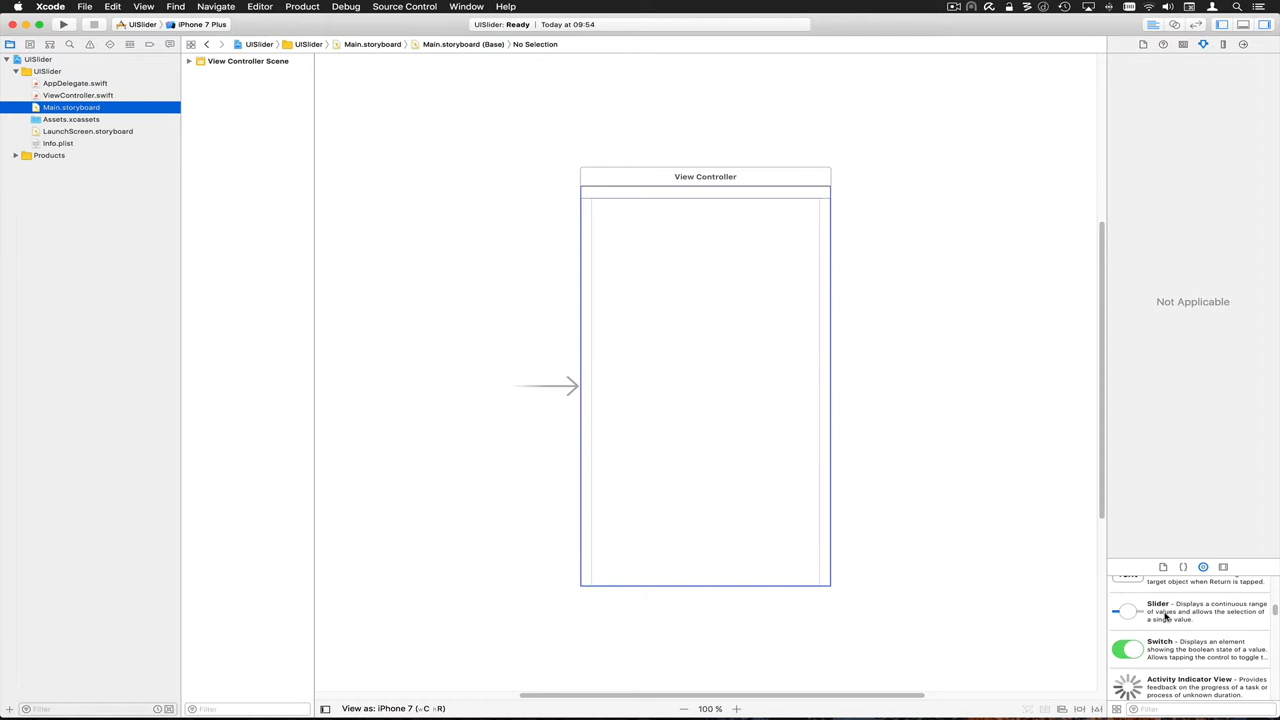 Xcode File Edit View Find Navigate Editor Product Debug Source Control Window Help
UISlider iPhone 7 Plus UISlider: Ready Today at 09:54
UISlider UISlider Main.storyboard Main.storyboard (Base) No Selection
UISlider
UISlider
AppDelegate.swift
ViewController.swift
Main.storyboard
Assets.xcassets
LaunchScreen.storyboard
Info.plist
Products
View Controller Scene
View Controller
Not Applicable
target object when Return is tapped.
Slider - Displays a continuous range
of values and allows the selection of
a single value.
Switch - Displays an element
showing the boolean state of a value.
Allows tapping the control to toggle t...
Activity Indicator View - Provides
feedback on the progress of a task or
process of unknown duration.
Filter
Filter
View as: iPhone 7 (wC hR)
100 %
Filter